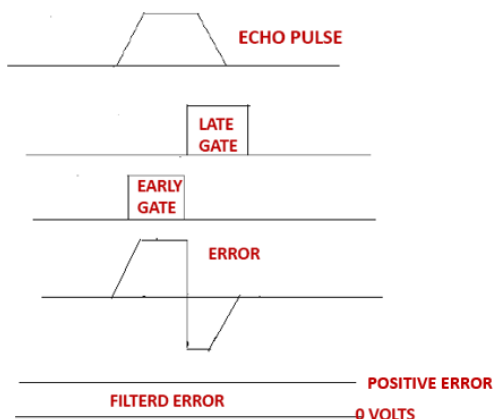 ECHO PULSE
LATE
GATE
EARLY
GATE
ERROR
POSITIVE ERROR
FILTERD ERROR
0 VOLTS